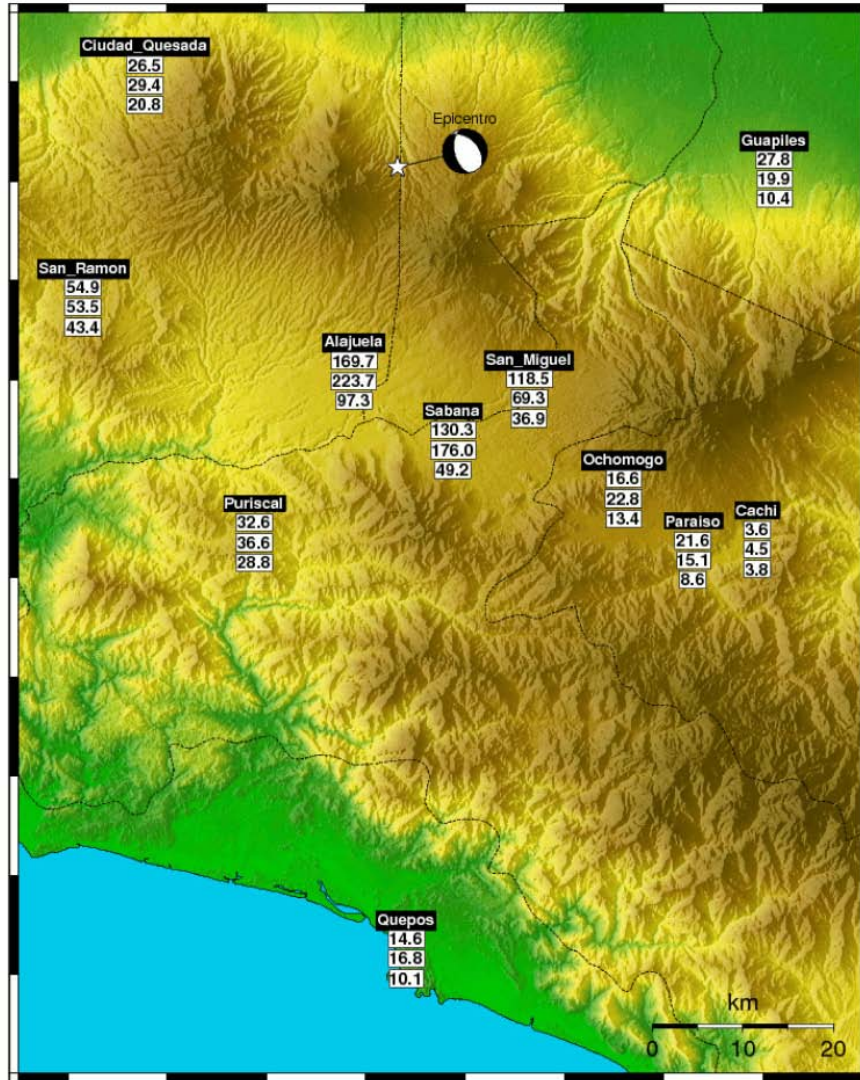 Ciudad_Quesada
26.5
29.4
20.8
Epicentro
Guapiles
27.8
19.9
10.4
San_Ramon
54.9
53.5
43.4
Alajuela
169.7
223.7
97.3
San_Miguel
118.5
69.3
36.9
Sabana
130.3
176.0
49.2
Ochomogo
16.6
22.8
13.4
Puriscal
32.6
36.6
28.8
Paraiso
21.6
15.1
8.6
Cachi
3.6
4.5
3.8
Quepos
14.6
16.8
10.1
km
0 10 20